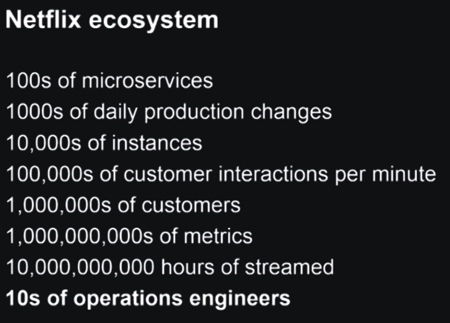 Netflix ecosystem
100s of microservices
1000s of daily production changes
10,000s of instances
100,000s of customer interactions per minute
1,000,000s of customers
1,000,000,000s of metrics
10,000,000,000 hours of streamed
10s of operations engineers